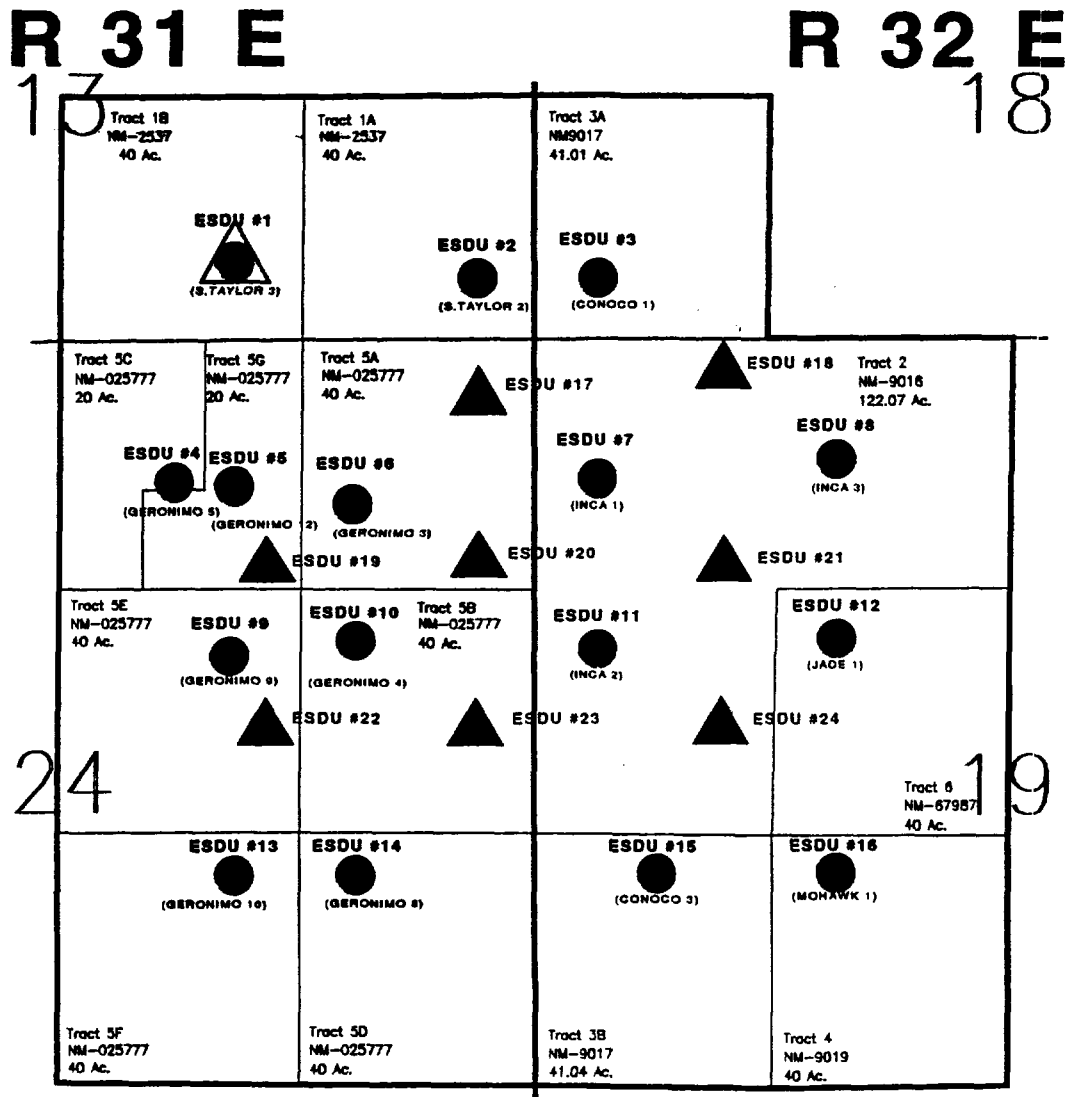 R 31 E
R 32 E
13
18
Tract 1B
NM-2537
40 Ac.
Tract 1A
NM-2537
40 Ac.
Tract 3A
NM9017
41.01 Ac.
ESDU #1
(S.TAYLOR 3)
ESDU #2
(S.TAYLOR 2)
ESDU #3
(CONOCO 1)
Tract 5C
NM-025777
20 Ac.
Tract 5G
NM-025777
20 Ac.
Tract 5A
NM-025777
40 Ac.
ESDU #17
ESDU #18
Tract 2
NM-9016
122.07 Ac.
ESDU #4
(GERONIMO 5)
ESDU #5
(GERONIMO 12)
ESDU #6
(GERONIMO 3)
ESDU #7
(INCA 1)
ESDU #8
(INCA 3)
ESDU #19
ESDU #20
ESDU #21
Tract 5E
NM-025777
40 Ac.
ESDU #9
(GERONIMO 9)
ESDU #10
(GERONIMO 4)
Tract 5B
NM-025777
40 Ac.
ESDU #11
(INCA 2)
ESDU #12
(JADE 1)
ESDU #22
ESDU #23
ESDU #24
24
19
Tract 6
NM-67987
40 Ac.
ESDU #13
(GERONIMO 10)
ESDU #14
(GERONIMO 8)
ESDU #15
(CONOCO 3)
ESDU #16
(MOHAWK 1)
Tract 5F
NM-025777
40 Ac.
Tract 5D
NM-025777
40 Ac.
Tract 3B
NM-9017
41.04 Ac.
Tract 4
NM-9019
40 Ac.